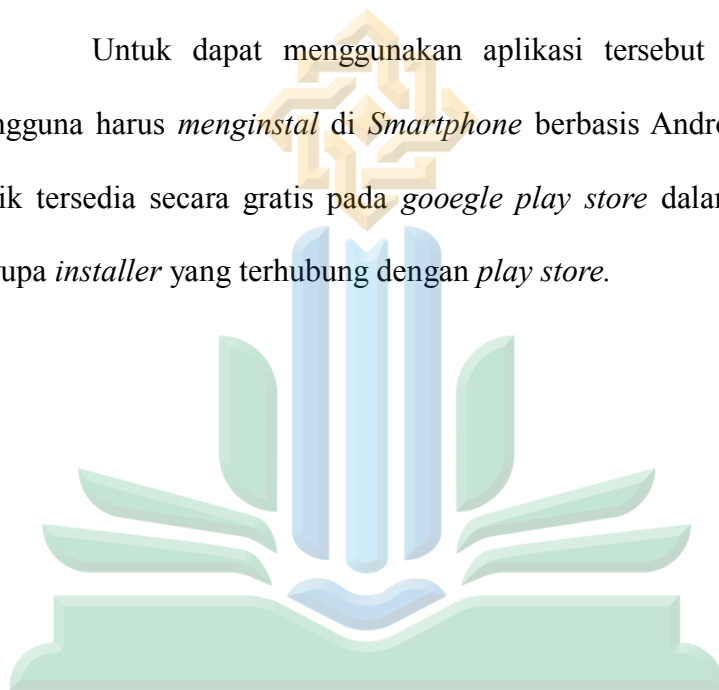 Untuk dapat menggunakan aplikasi tersebut
ngguna harus menginstal di Smartphone berbasis Andro
ik tersedia secara gratis pada gooegle play store dalan
upa installer yang terhubung dengan play store.